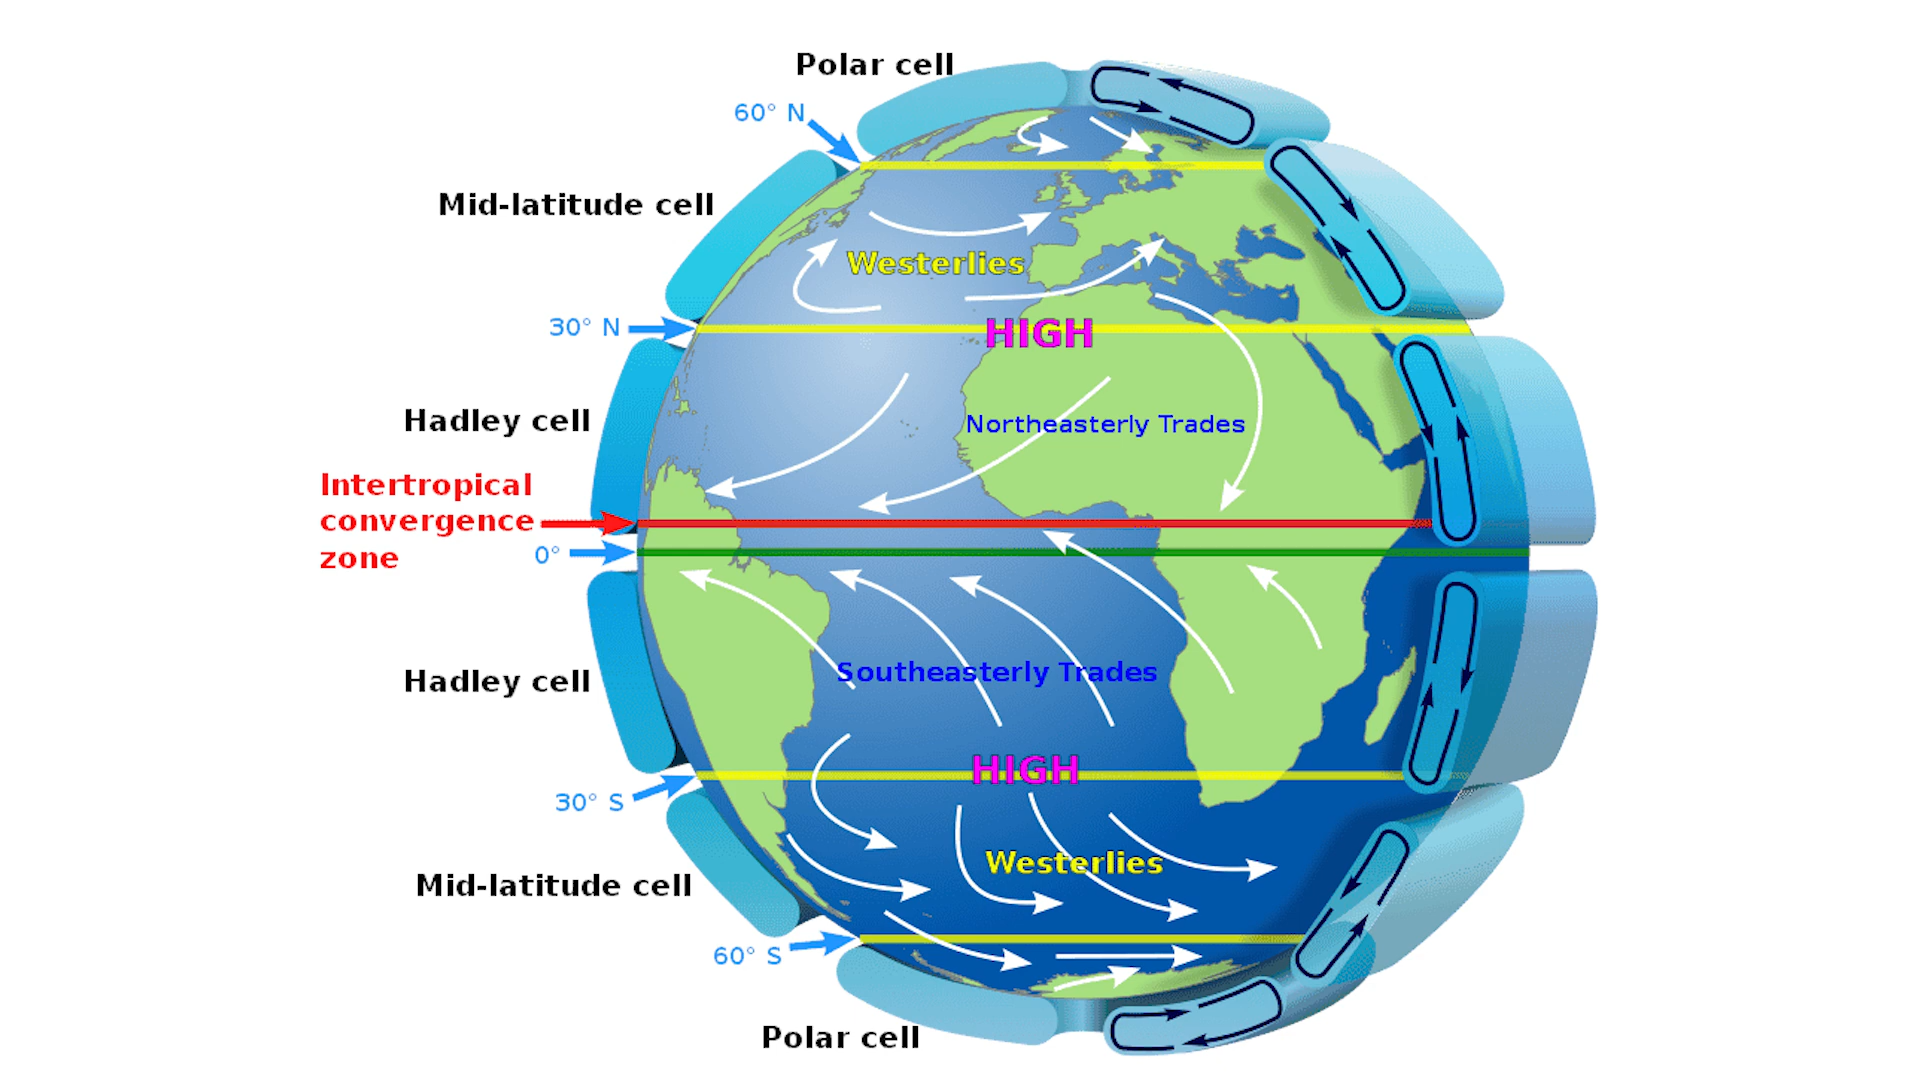 Polar cell
60° N
Mid-latitude cell
Westerlies
30° N
HIGH
Hadley cell
Northeasterly Trades
Intertropical
convergence
zone
0°
Hadley cell
Southeasterly Trades
HIGH
30° S
Westerlies
Mid-latitude cell
60° S
Polar cell